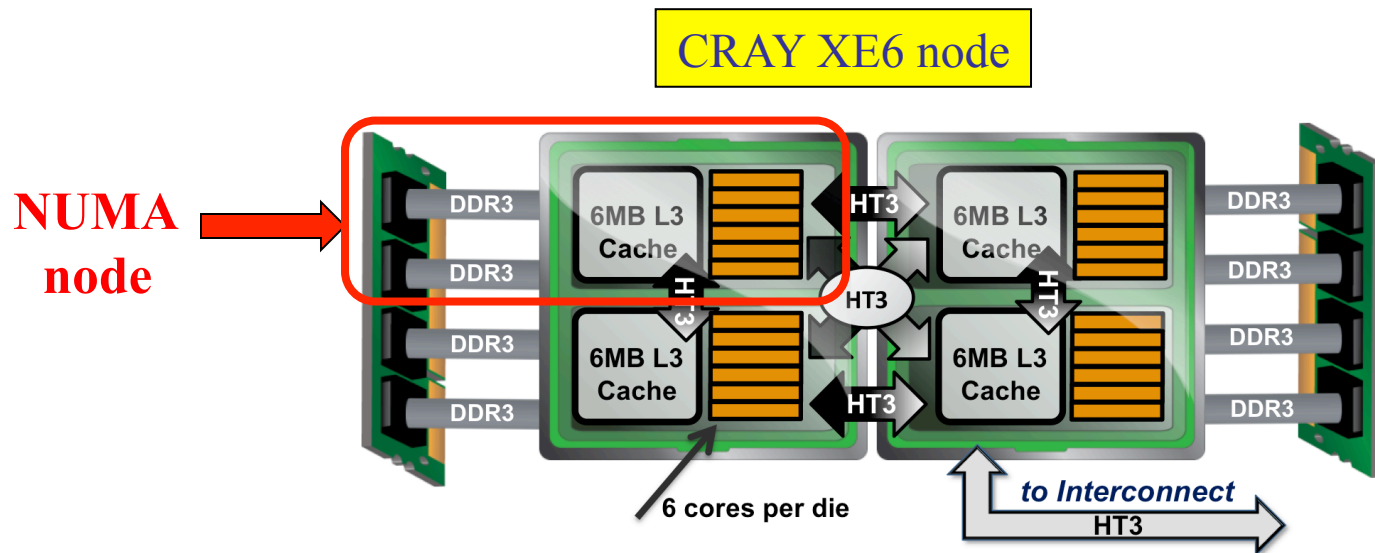 CRAY XE6 node
NUMA
node
DDR3
DDR3
DDR3
DDR3
6MB L3
Cache
HT3
6MB L3
Cache
HT3
HT3
HT3
HT3
6MB L3
Cache
6MB L3
Cache
DDR3
DDR3
DDR3
DDR3
6 cores per die
to Interconnect
HT3